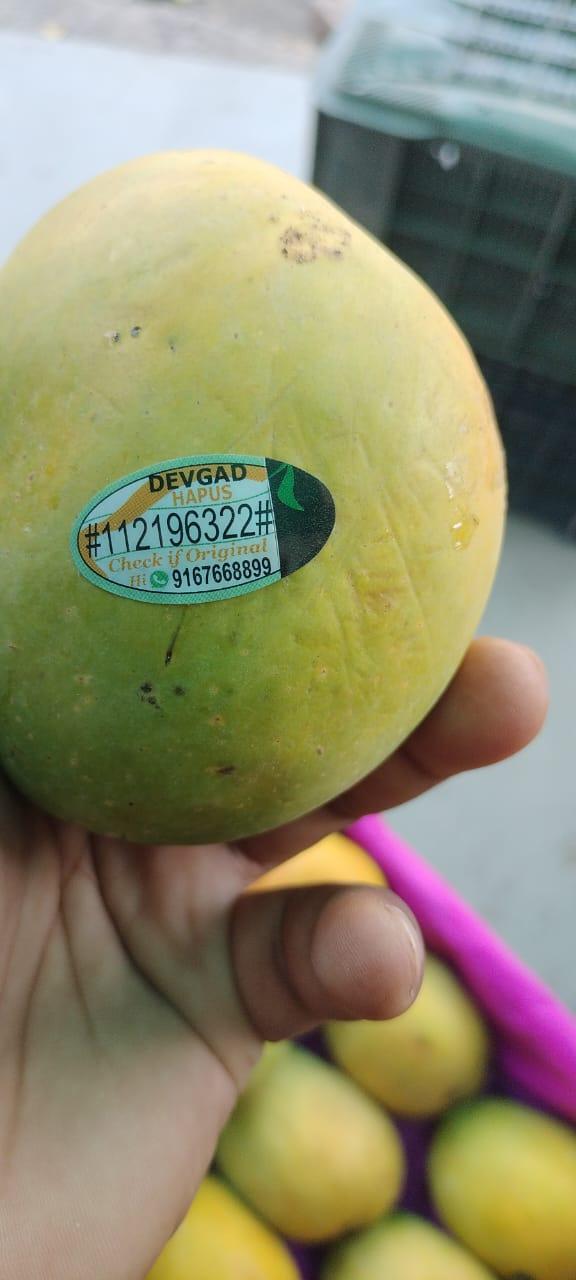 DEVGAD
HAPUS
#112196322#
Check if Original
Hi 9167668899